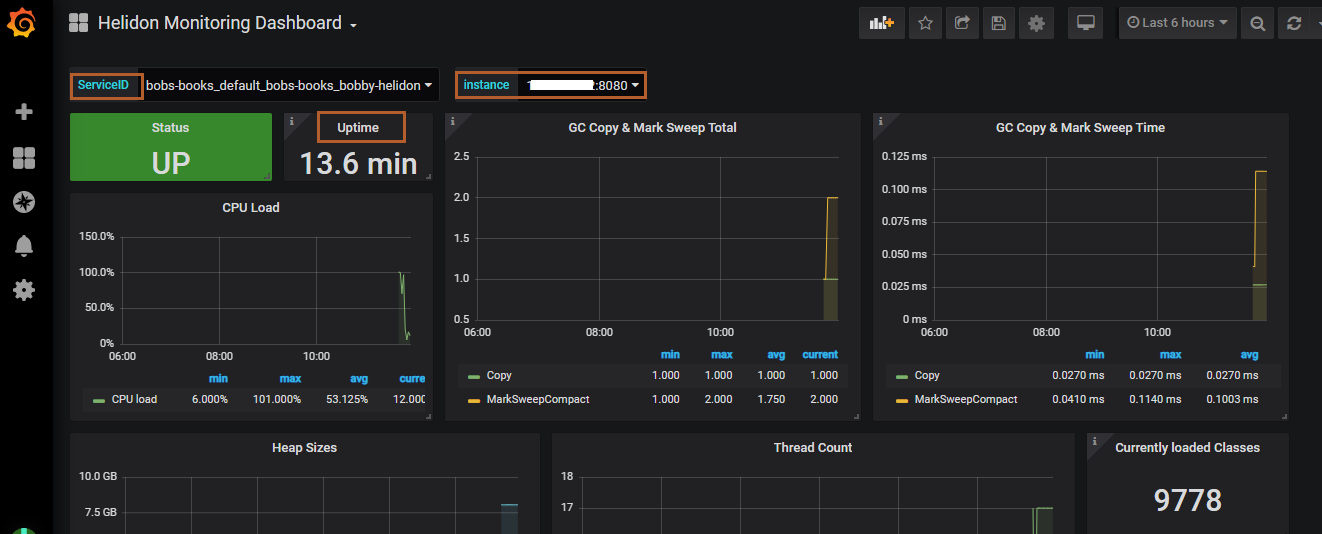 Helidon Monitoring Dashboard
Last 6 hours
ServiceID bobs-books_default_bobs-books_bobby-helidon
instance :8080
Status
UP
Uptime
13.6 min
CPU Load
150.0%
100.0%
50.0%
0%
06:00 08:00 10:00
min max avg curre
CPU load 6.000% 101.000% 53.125% 12.000
GC Copy & Mark Sweep Total
2.5
2.0
1.5
1.0
0.5
06:00 08:00 10:00
min max avg current
Copy 1.000 1.000 1.000 1.000
MarkSweepCompact 1.000 2.000 1.750 2.000
GC Copy & Mark Sweep Time
0.125 ms
0.100 ms
0.075 ms
0.050 ms
0.025 ms
0 ms
06:00 08:00 10:00
min max avg
Copy 0.0270 ms 0.0270 ms 0.0270 ms
MarkSweepCompact 0.0410 ms 0.1140 ms 0.1003 ms
Heap Sizes
10.0 GB
7.5 GB
Thread Count
18
17
Currently loaded Classes
9778